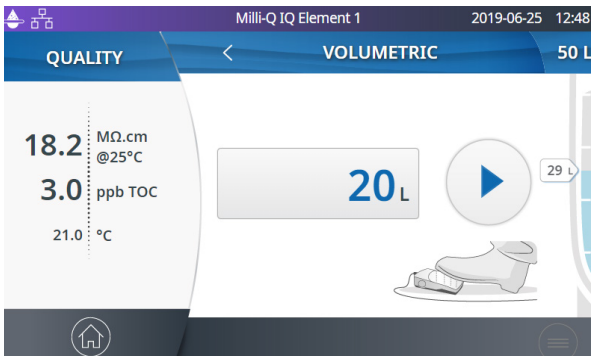 Milli-Q IQ Element 1 2019-06-25 12:48
QUALITY
VOLUMETRIC
50 L
18.2 MΩ.cm @25°C
3.0 ppb TOC
21.0 °C
20 L
29 L